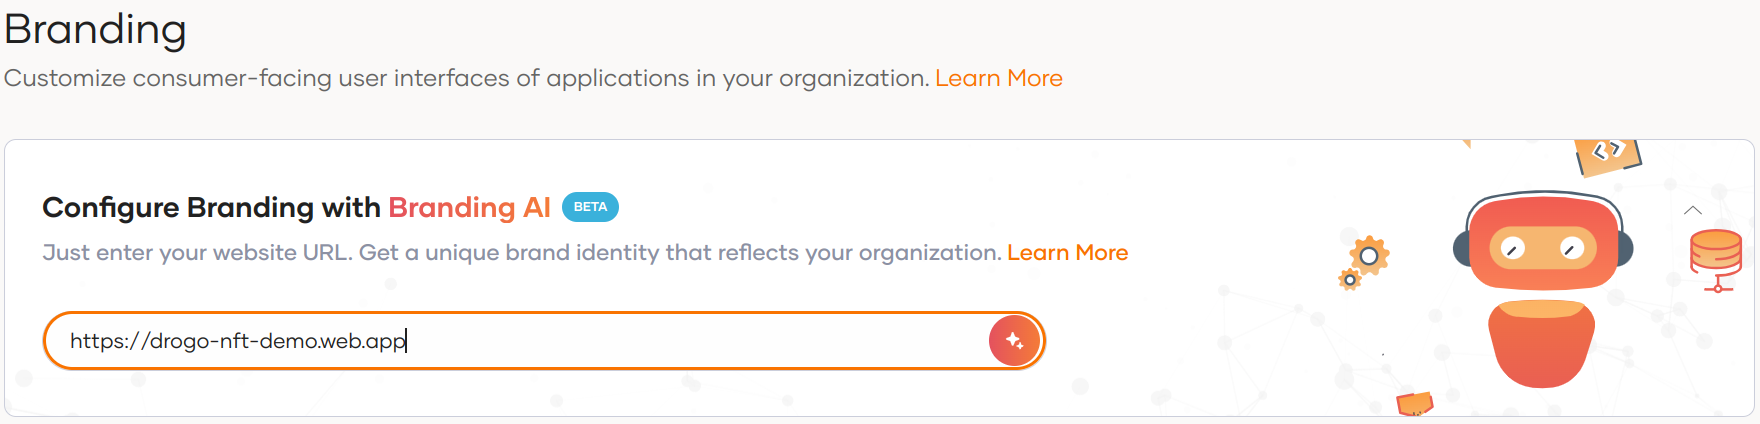 Branding
Customize consumer-facing user interfaces of applications in your organization. Learn More
Configure Branding with Branding AI BETA
Just enter your website URL. Get a unique brand identity that reflects your organization. Learn More
https://drogo-nft-demo.web.app